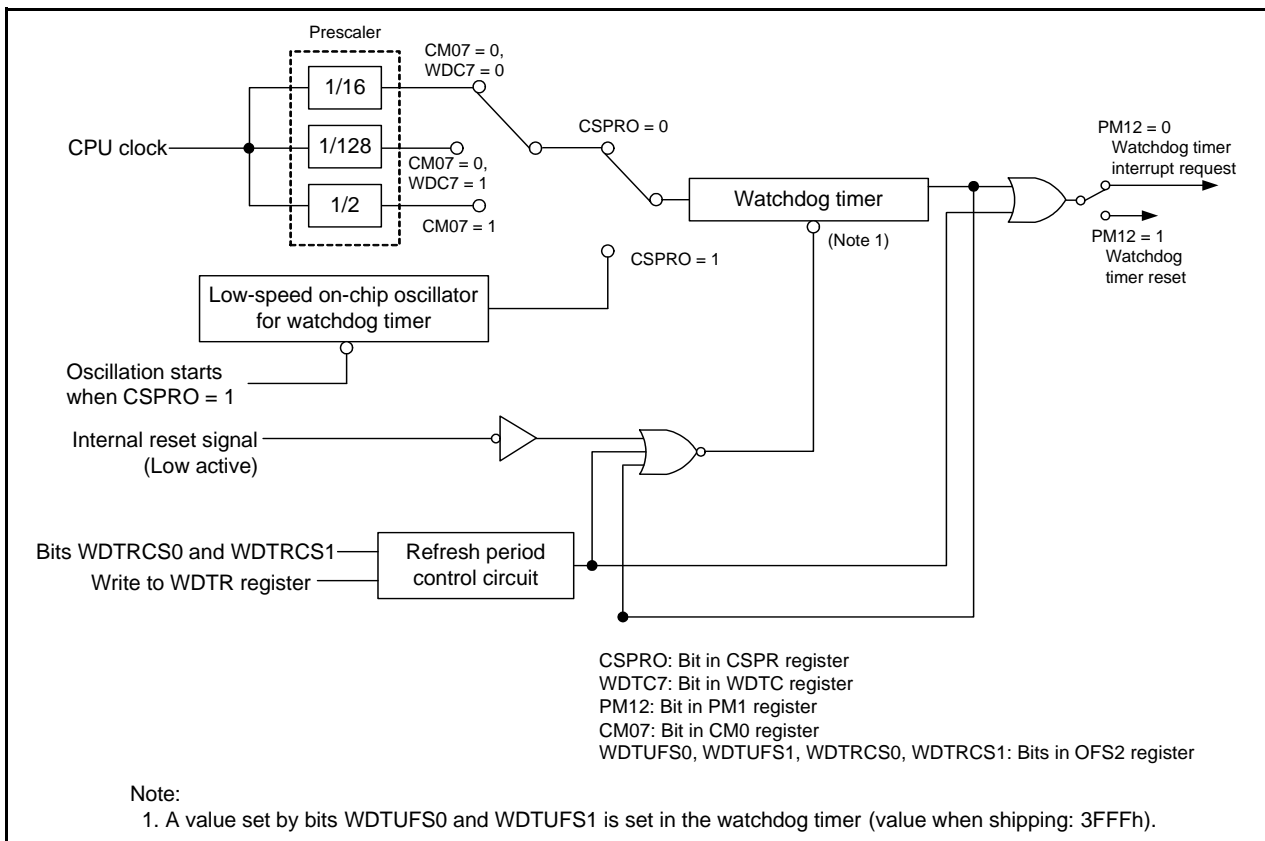 Prescaler
CM07 = 0,
WDC7 = 0
1/16
CPU clock
1/128
CM07 = 0,
WDC7 = 1
1/2
CM07 = 1
CSPRO = 0
Watchdog timer
(Note 1)
PM12 = 0
Watchdog timer
interrupt request
PM12 = 1
Watchdog
timer reset
CSPRO = 1
Low-speed on-chip oscillator
for watchdog timer
Oscillation starts
when CSPRO = 1
Internal reset signal
(Low active)
Bits WDTRCS0 and WDTRCS1
Write to WDTR register
Refresh period
control circuit
CSPRO: Bit in CSPR register
WDTC7: Bit in WDTC register
PM12: Bit in PM1 register
CM07: Bit in CM0 register
WDTUFS0, WDTUFS1, WDTRCS0, WDTRCS1: Bits in OFS2 register
Note:
1. A value set by bits WDTUFS0 and WDTUFS1 is set in the watchdog timer (value when shipping: 3FFFh).